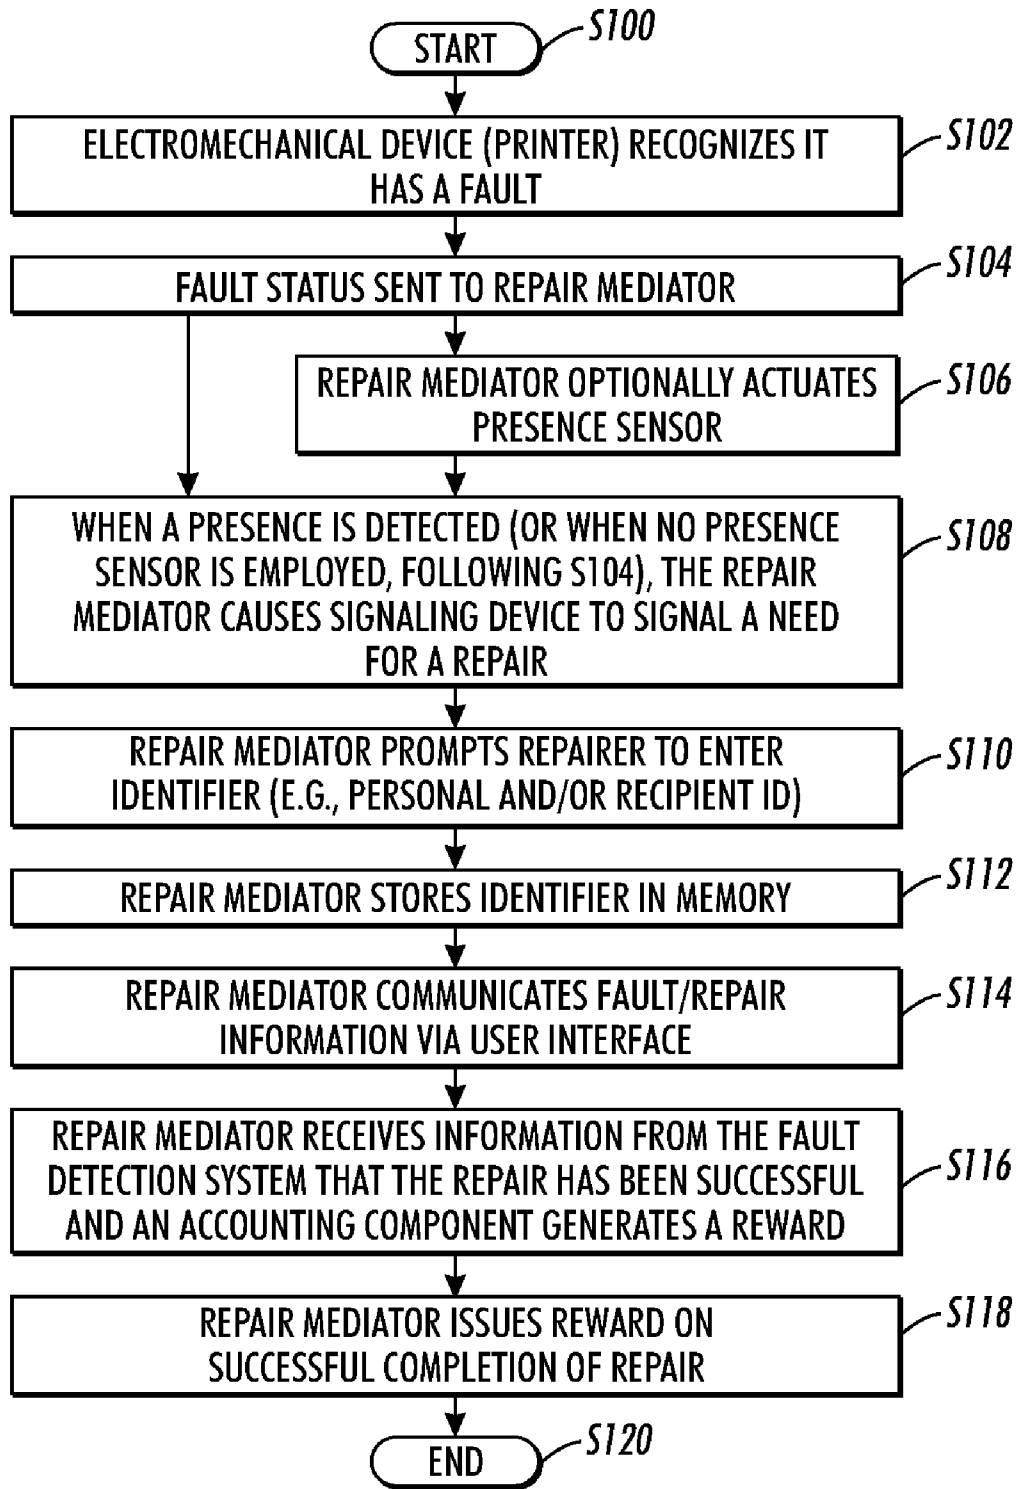 START
S100
ELECTROMECHANICAL DEVICE (PRINTER) RECOGNIZES IT
HAS A FAULT
S102
FAULT STATUS SENT TO REPAIR MEDIATOR
S104
REPAIR MEDIATOR OPTIONALLY ACTUATES
PRESENCE SENSOR
S106
WHEN A PRESENCE IS DETECTED (OR WHEN NO PRESENCE
SENSOR IS EMPLOYED, FOLLOWING S104), THE REPAIR
MEDIATOR CAUSES SIGNALING DEVICE TO SIGNAL A NEED
FOR A REPAIR
S108
REPAIR MEDIATOR PROMPTS REPAIRER TO ENTER
IDENTIFIER (E.G., PERSONAL AND/OR RECIPIENT ID)
S110
REPAIR MEDIATOR STORES IDENTIFIER IN MEMORY
S112
REPAIR MEDIATOR COMMUNICATES FAULT/REPAIR
INFORMATION VIA USER INTERFACE
S114
REPAIR MEDIATOR RECEIVES INFORMATION FROM THE FAULT
DETECTION SYSTEM THAT THE REPAIR HAS BEEN SUCCESSFUL
AND AN ACCOUNTING COMPONENT GENERATES A REWARD
S116
REPAIR MEDIATOR ISSUES REWARD ON
SUCCESSFUL COMPLETION OF REPAIR
S118
END
S120